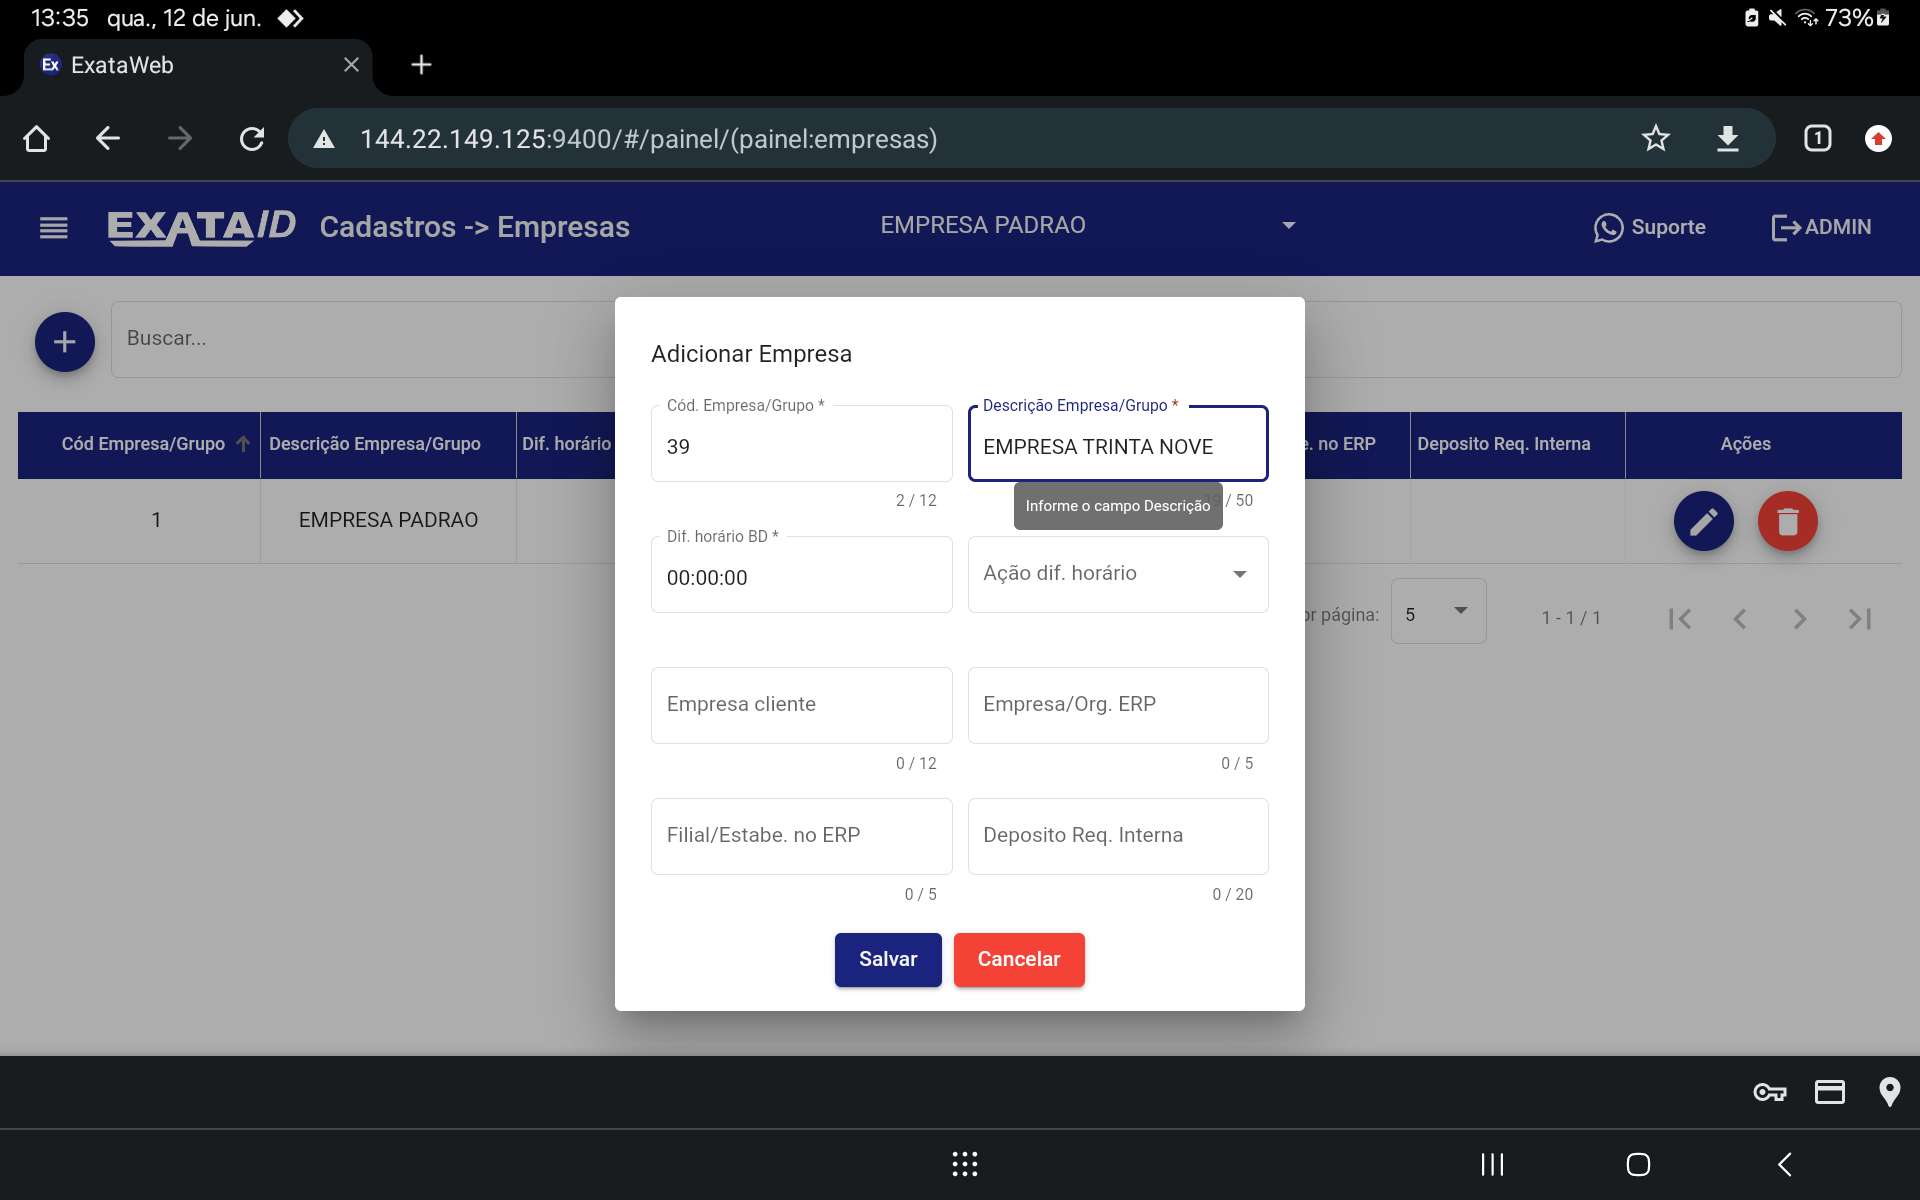 13:35 qua., 12 de jun. 73%
Ex ExataWeb
144.22.149.125:9400/#/painel/(painel:empresas) 1
EXATAID Cadastros -> Empresas EMPRESA PADRAO Suporte ADMIN
Buscar...
Adicionar Empresa
Cód. Empresa/Grupo * Descrição Empresa/Grupo *
39 EMPRESA TRINTA NOVE
2 / 12 / 50
Informe o campo Descrição
Dif. horário BD *
00:00:00 Ação dif. horário
Empresa cliente Empresa/Org. ERP
0 / 12 0 / 5
Filial/Estabe. no ERP Deposito Req. Interna
0 / 5 0 / 20
Salvar Cancelar
Cód Empresa/Grupo Descrição Empresa/Grupo Dif. horário e. no ERP Deposito Req. Interna Ações
1 EMPRESA PADRAO
or página: 5 1 - 1 / 1